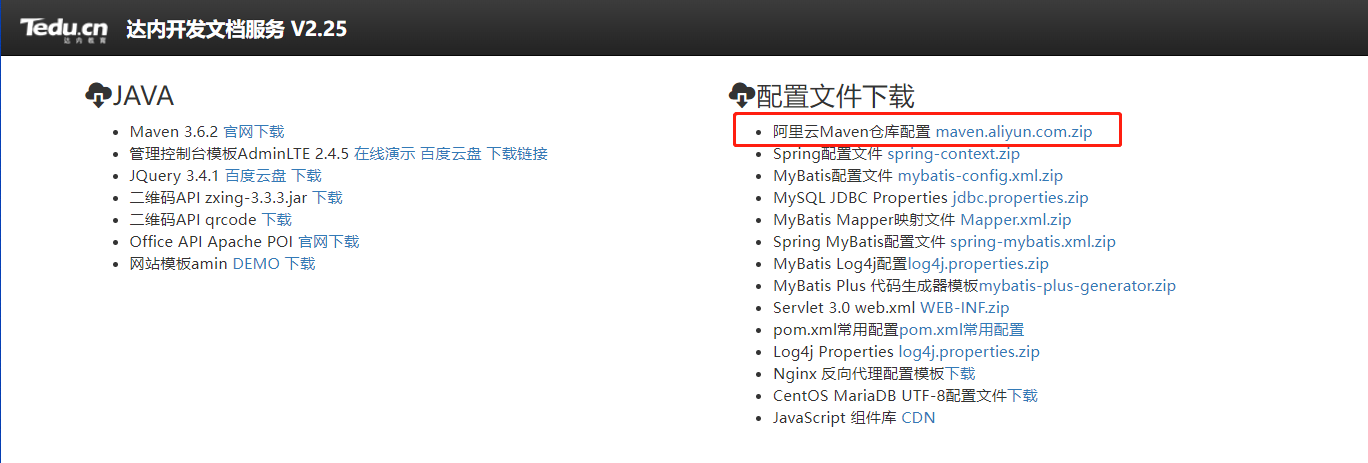 Tedu.cn 达内开发文档服务 V2.25
达内教育
JAVA
Maven 3.6.2 官网下载
管理控制台模板AdminLTE 2.4.5 在线演示 百度云盘 下载链接
JQuery 3.4.1 百度云盘 下载
二维码API zxing-3.3.3.jar 下载
二维码API qrcode 下载
Office API Apache POI 官网下载
网站模板amin DEMO 下载
配置文件下载
阿里云Maven仓库配置 maven.aliyun.com.zip
Spring配置文件 spring-context.zip
MyBatis配置文件 mybatis-config.xml.zip
MySQL JDBC Properties jdbc.properties.zip
MyBatis Mapper映射文件 Mapper.xml.zip
Spring MyBatis配置文件 spring-mybatis.xml.zip
MyBatis Log4j配置log4j.properties.zip
MyBatis Plus 代码生成器模板mybatis-plus-generator.zip
Servlet 3.0 web.xml WEB-INF.zip
pom.xml常用配置pom.xml常用配置
Log4j Properties log4j.properties.zip
Nginx 反向代理配置模板下载
CentOS MariaDB UTF-8配置文件下载
JavaScript 组件库 CDN